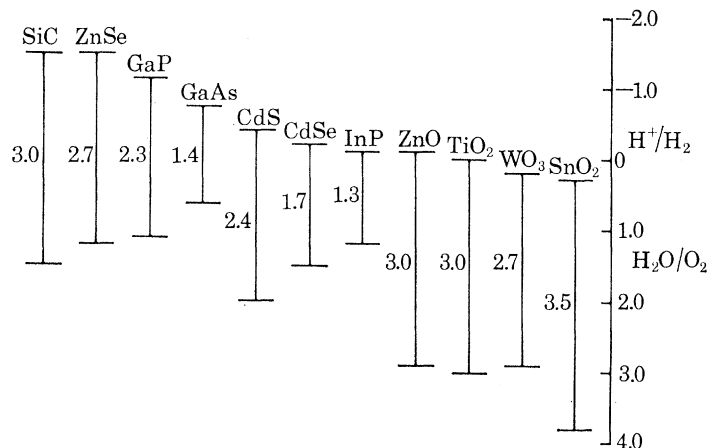 SiC ZnSe
GaP
GaAs
CdS
CdSe InP ZnO TiO₂
WO₃ SnO₂
3.0 2.7 2.3 1.4
2.4 1.7 1.3
3.0 3.0 2.7
3.5
−2.0
−1.0
H⁺/H₂
0
1.0
H₂O/O₂
2.0
3.0
4.0